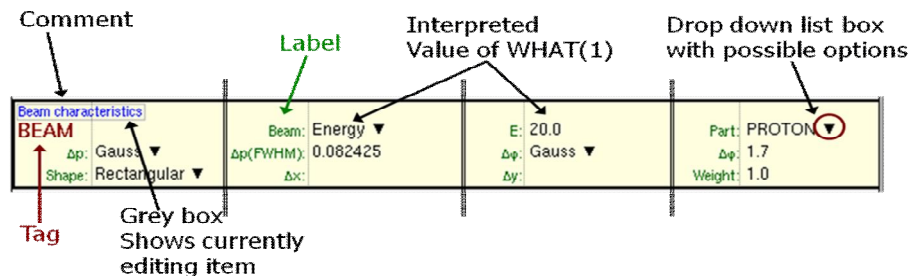 Comment
Label
Interpreted
Value of WHAT(1)
Drop down list box
with possible options
Beam characteristics
BEAM Beam: Energy ▼ E: 20.0 Part: PROTON ▼
Δp: Gauss ▼ Δp(FWHM): 0.082425 Δφ: Gauss ▼ Δφ: 1.7
Shape: Rectangular ▼ Δx: Δy: Weight: 1.0
Tag
Grey box
Shows currently
editing item